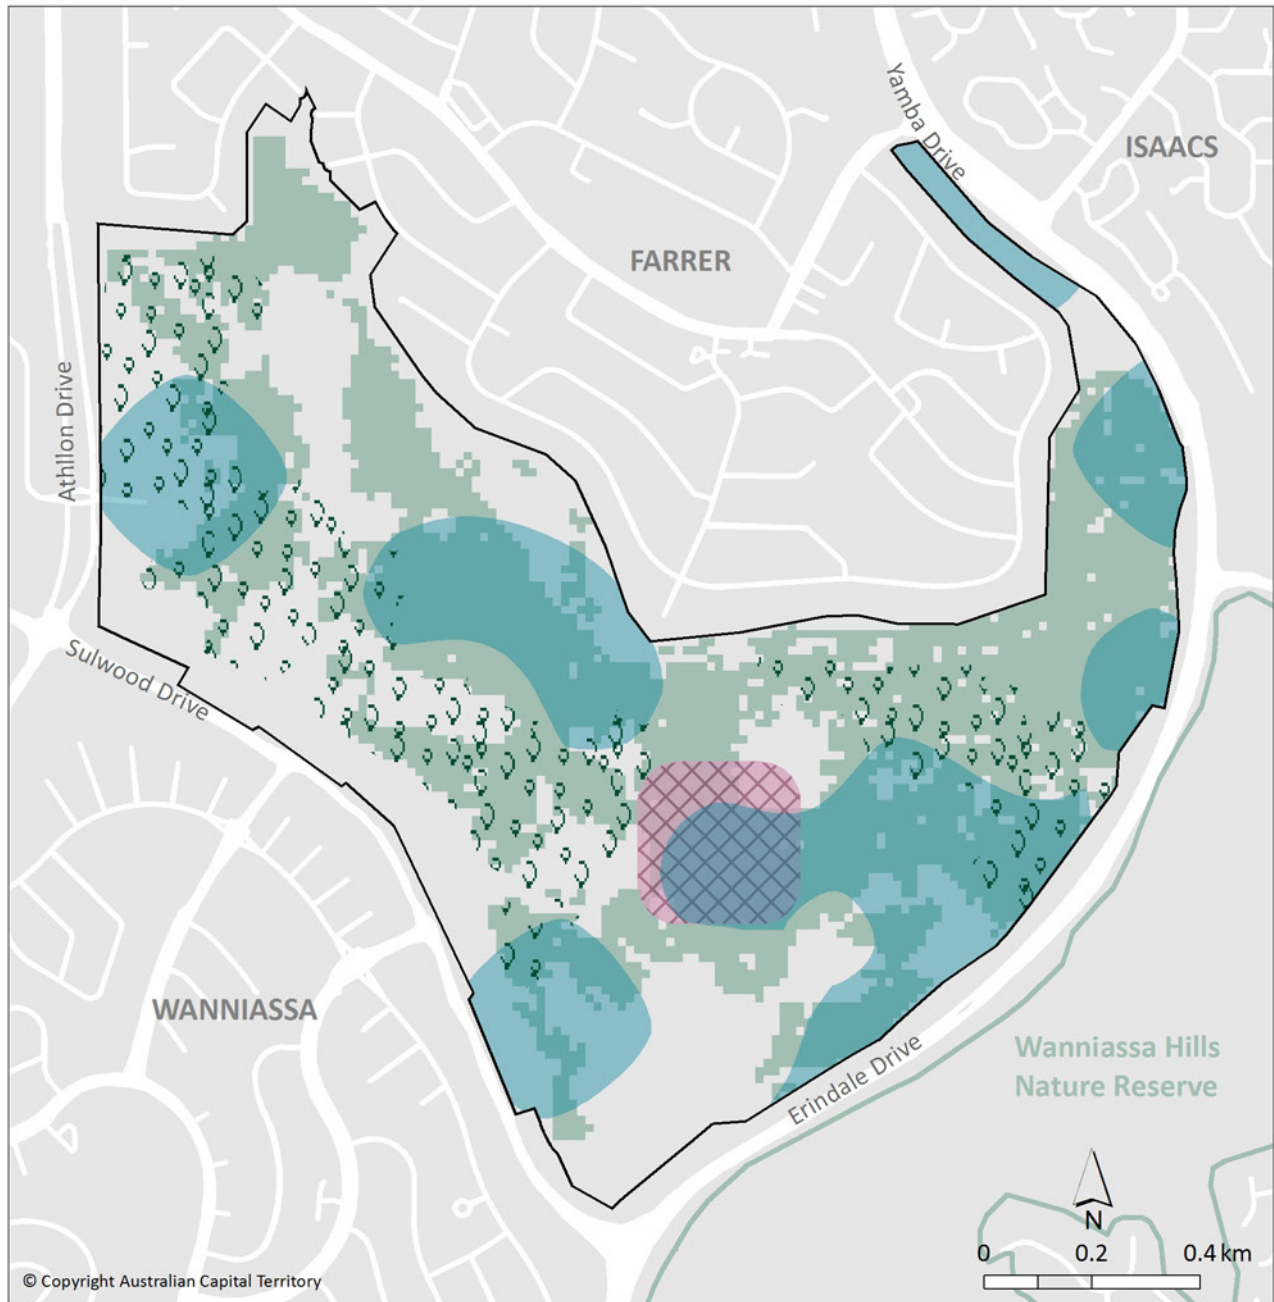 Yamba Drive
ISAACS
FARRER
Athllon Drive
Sulwood Drive
WANNIASSA
Erindale Drive
Wanniassa Hills
Nature Reserve
N
0 0.2 0.4 km
© Copyright Australian Capital Territory